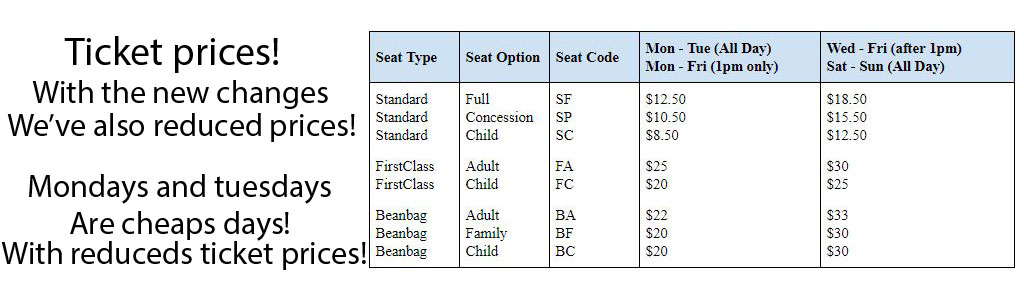 Ticket prices!
With the new changes
We've also reduced prices!
Mondays and tuesdays
Are cheaps days!
With reduceds ticket prices!
Seat Type Seat Option Seat Code Mon - Tue (All Day) Wed - Fri (after 1pm)
Mon - Fri (1pm only) Sat - Sun (All Day)
Standard Full SF $12.50 $18.50
Standard Concession SP $10.50 $15.50
Standard Child SC $8.50 $12.50
FirstClass Adult FA $25 $30
FirstClass Child FC $20 $25
Beanbag Adult BA $22 $33
Beanbag Family BF $20 $30
Beanbag Child BC $20 $30